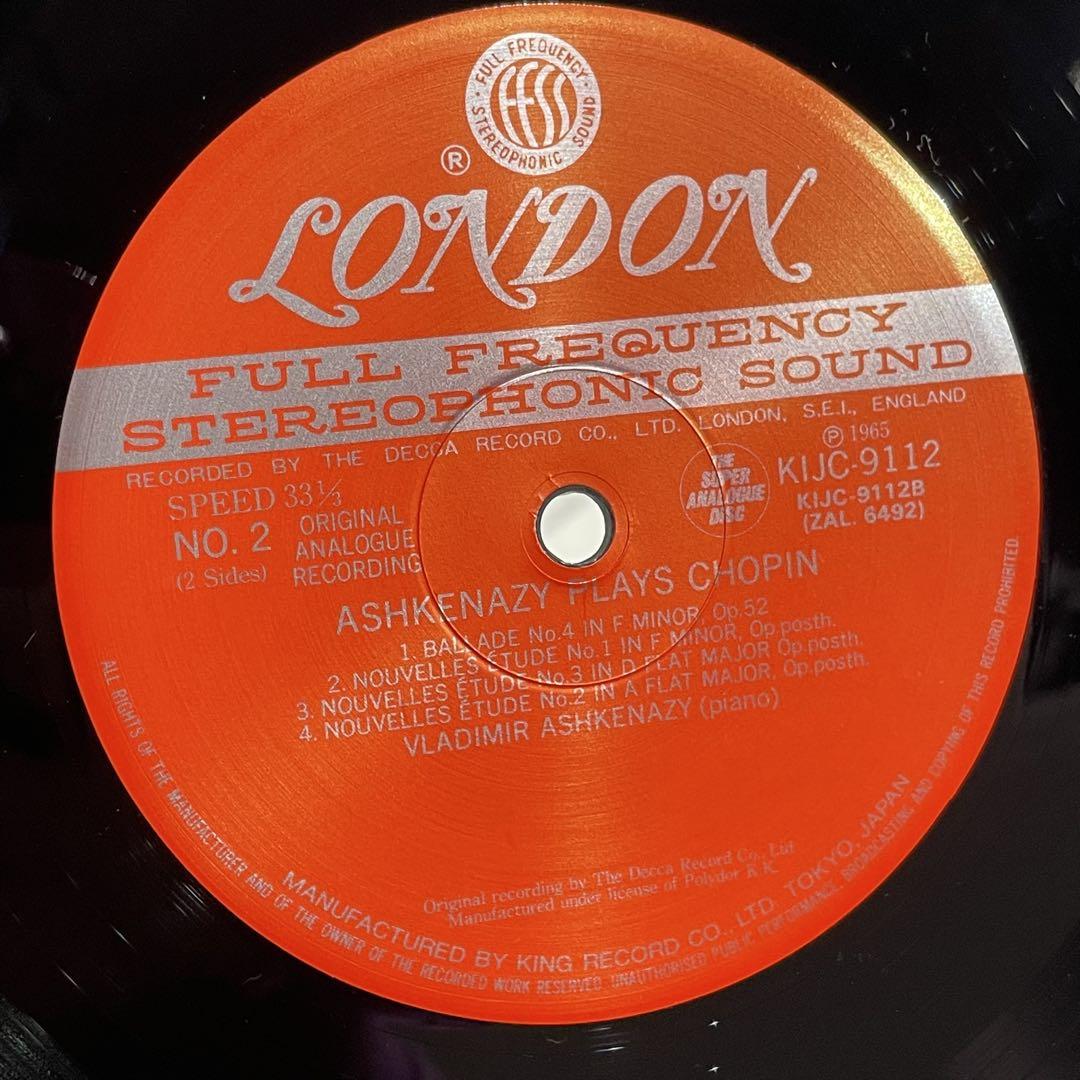 FULL FREQUENCY
FFSS
STEREOPHONIC SOUND
®
LONDON
FULL FREQUENCY
STEREOPHONIC SOUND
RECORDED BY THE DECCA RECORD CO., LTD. LONDON, S.E.I., ENGLAND
SPEED 33⅓
NO. 2
(2 Sides)
ORIGINAL
ANALOGUE
RECORDING
THE
SUPER
ANALOGUE
DISC
℗ 1965
KIJC-9112
KIJC-9112B
(ZAL. 6492)
ASHKENAZY PLAYS CHOPIN
1. BALLADE No.4 IN F MINOR, Op.52
2. NOUVELLES ÉTUDE No.1 IN F MINOR, Op.posth.
3. NOUVELLES ÉTUDE No.3 IN D FLAT MAJOR, Op.posth.
4. NOUVELLES ÉTUDE No.2 IN A FLAT MAJOR, Op.posth.
VLADIMIR ASHKENAZY (piano)
Original recording by The Decca Record Co., Ltd
Manufactured under license of Polydor K.K.
MANUFACTURED BY KING RECORD CO., LTD. TOKYO, JAPAN
ALL RIGHTS OF THE MANUFACTURER AND OF THE OWNER OF THE RECORDED WORK RESERVED. UNAUTHORISED PUBLIC PERFORMANCE, BROADCASTING AND COPYING OF THIS RECORD PROHIBITED.